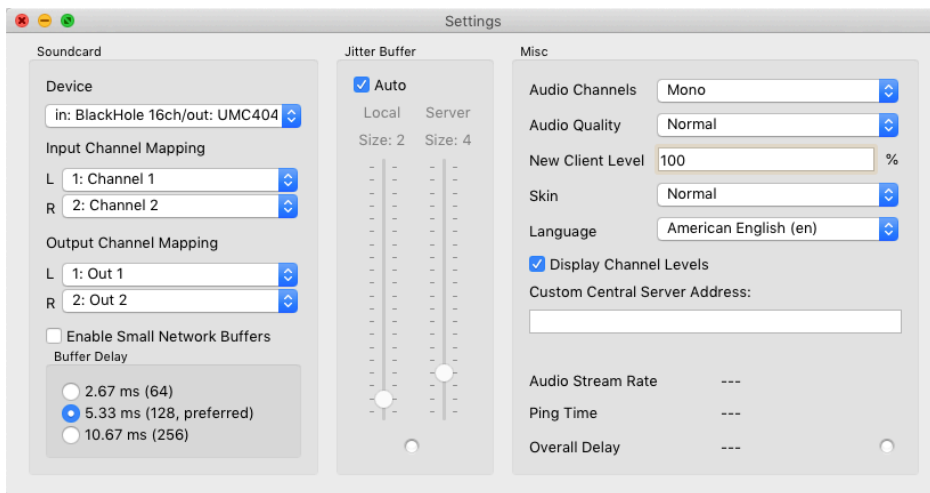 Settings
Soundcard
Device
in: BlackHole 16ch/out: UMC404
Input Channel Mapping
L 1: Channel 1
R 2: Channel 2
Output Channel Mapping
L 1: Out 1
R 2: Out 2
Enable Small Network Buffers
Buffer Delay
2.67 ms (64)
5.33 ms (128, preferred)
10.67 ms (256)
Jitter Buffer
Auto
Local Server
Size: 2 Size: 4
Misc
Audio Channels Mono
Audio Quality Normal
New Client Level 100 %
Skin Normal
Language American English (en)
Display Channel Levels
Custom Central Server Address:
Audio Stream Rate ---
Ping Time ---
Overall Delay ---